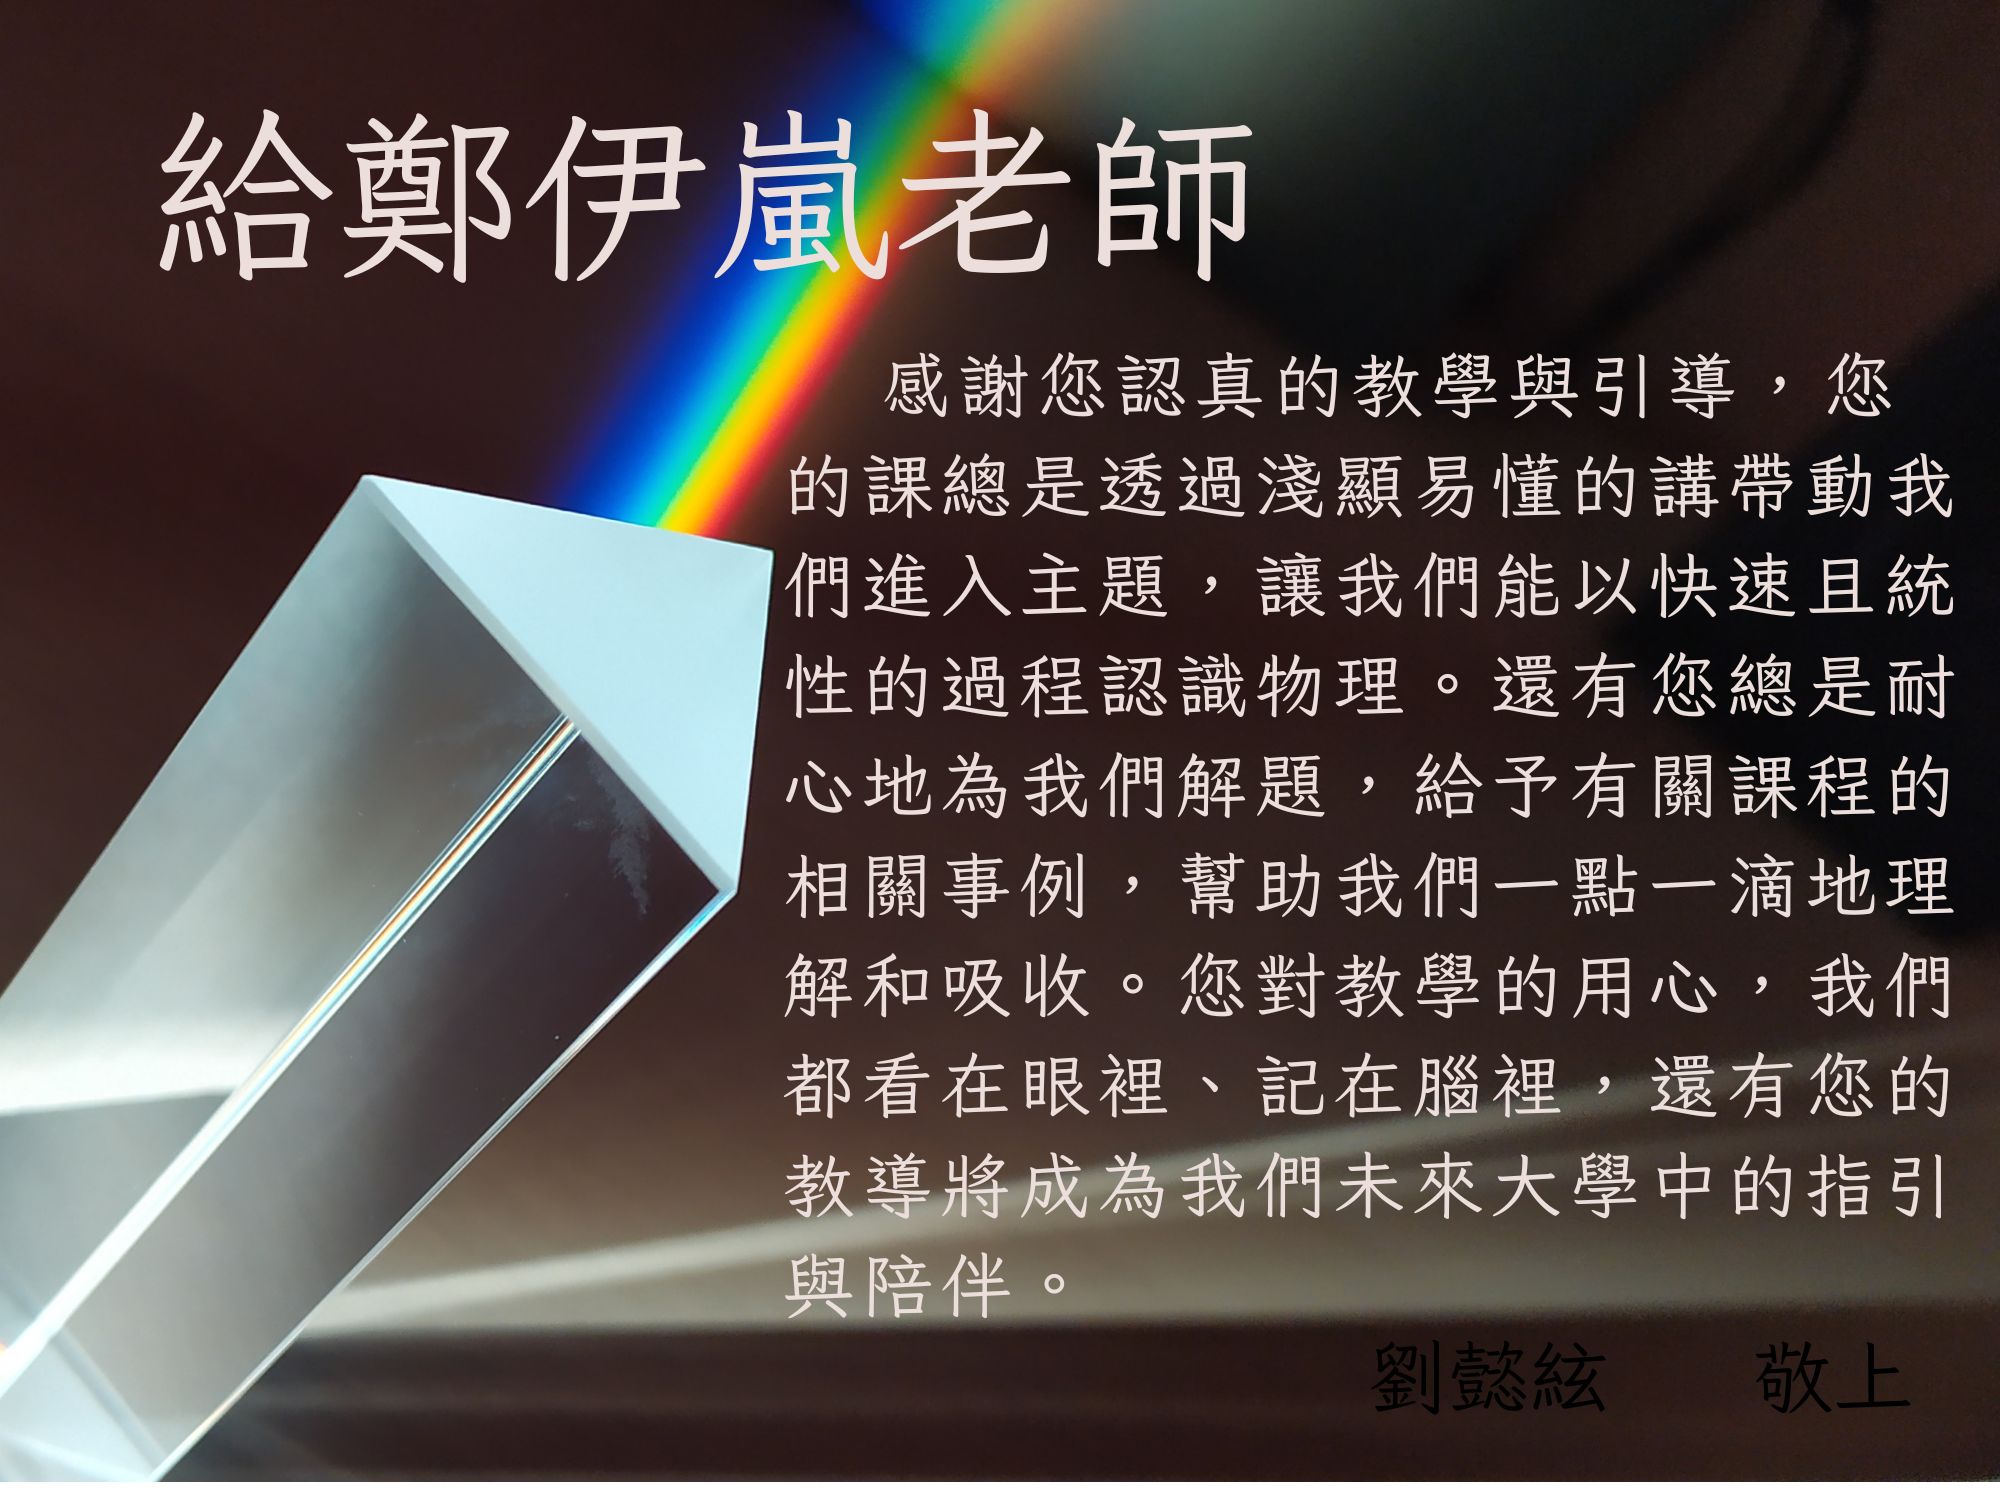 給鄭伊嵐老師
感謝您認真的教學與引導，您
的課總是透過淺顯易懂的講帶動我
們進入主題，讓我們能以快速且統
性的過程認識物理。還有您總是耐
心地為我們解題，給予有關課程的
相關事例，幫助我們一點一滴地理
解和吸收。您對教學的用心，我們
都看在眼裡、記在腦裡，還有您的
教導將成為我們未來大學中的指引
與陪伴。
劉懿絃　敬上